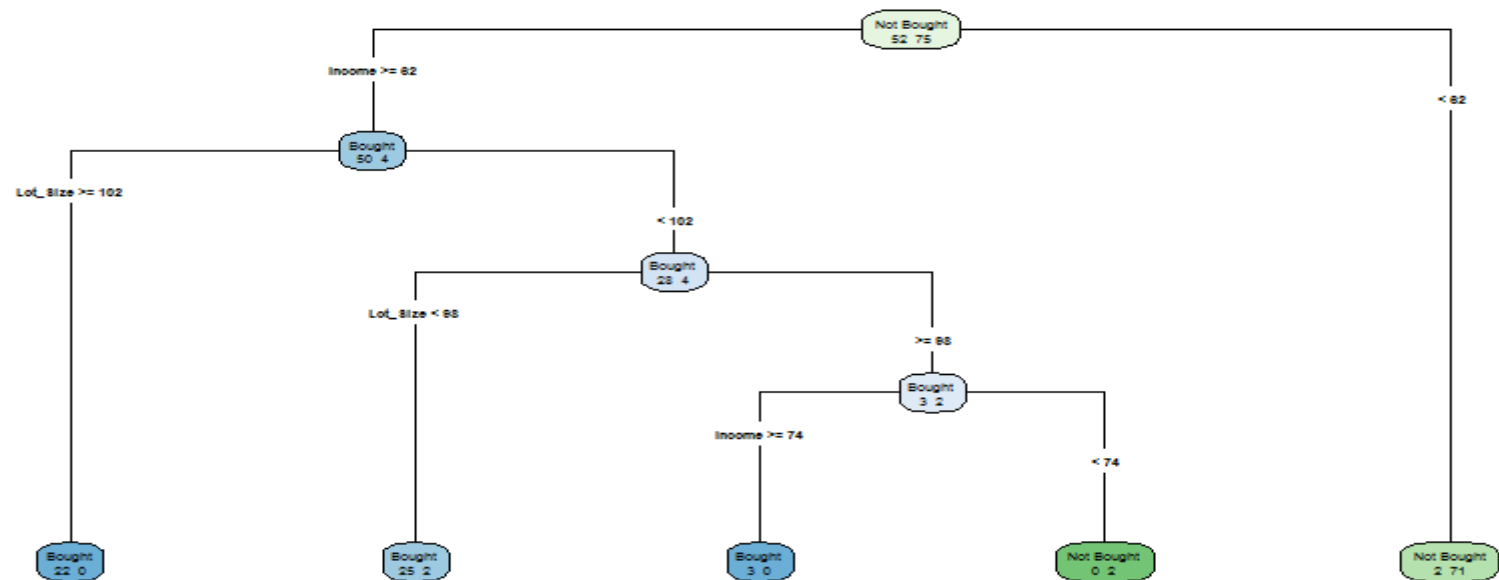 Not Bought
52 75
Income >= 62
< 62
Bought
50 4
Lot_Size >= 102
< 102
Bought
28 4
Lot_Size < 98
>= 98
Bought
3 2
Income >= 74
< 74
Bought
22 0
Bought
25 2
Bought
3 0
Not Bought
0 2
Not Bought
2 71